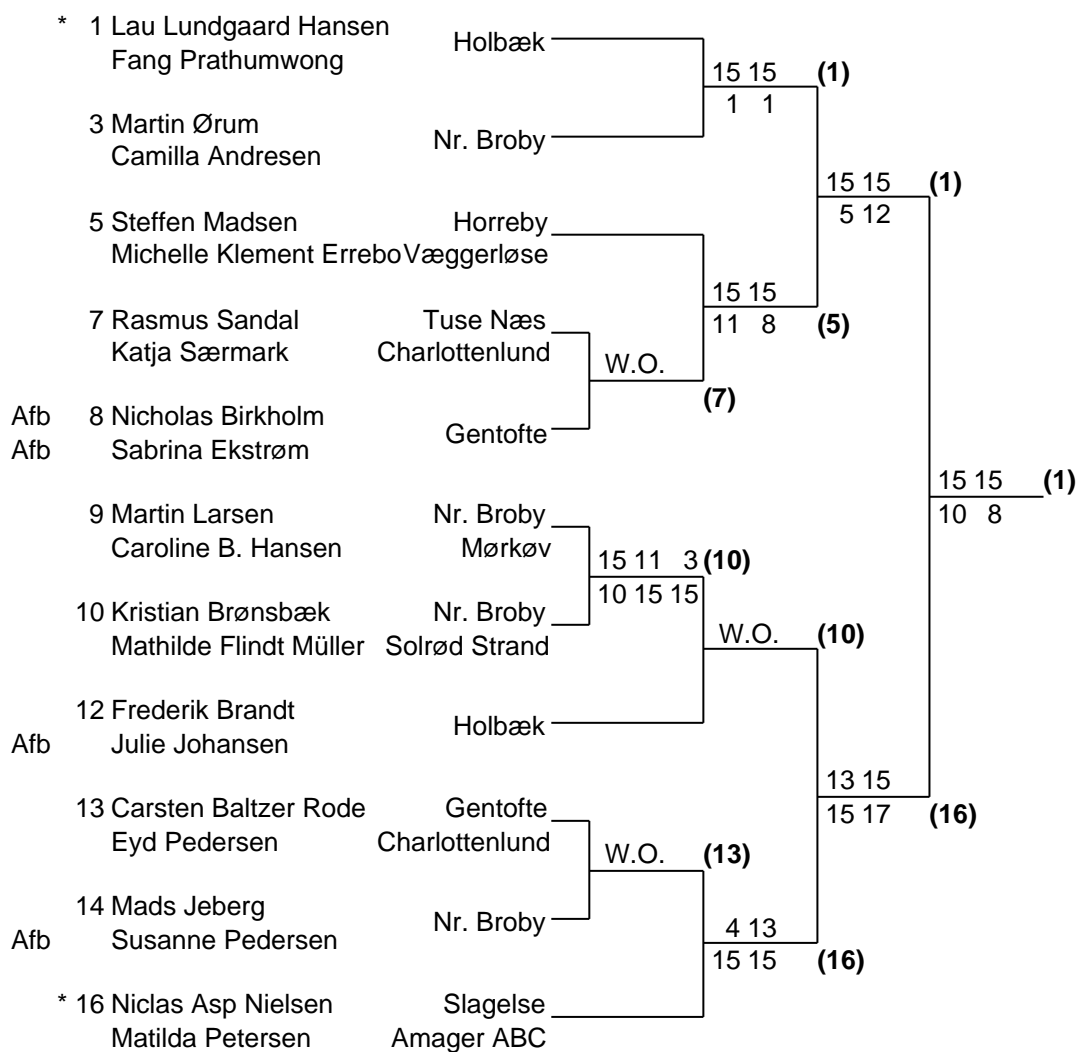 * 1 Lau Lundgaard Hansen Holbæk
Fang Prathumwong
15 15 (1)
1 1
3 Martin Ørum Nr. Broby
Camilla Andresen
15 15 (1)
5 12
5 Steffen Madsen Horreby
Michelle Klement Errebo Væggerløse
15 15
11 8 (5)
7 Rasmus Sandal Tuse Næs
Katja Særmark Charlottenlund
W.O.
(7)
Afb 8 Nicholas Birkholm Gentofte
Afb Sabrina Ekstrøm
15 15 (1)
10 8
9 Martin Larsen Nr. Broby
Caroline B. Hansen Mørkøv
15 11 3 (10)
10 15 15
10 Kristian Brønsbæk Nr. Broby
Mathilde Flindt Müller Solrød Strand
W.O. (10)
12 Frederik Brandt Holbæk
Afb Julie Johansen
13 15
15 17 (16)
13 Carsten Baltzer Rode Gentofte
Eyd Pedersen Charlottenlund
W.O. (13)
14 Mads Jeberg Nr. Broby
Afb Susanne Pedersen
4 13
15 15 (16)
* 16 Niclas Asp Nielsen Slagelse
Matilda Petersen Amager ABC